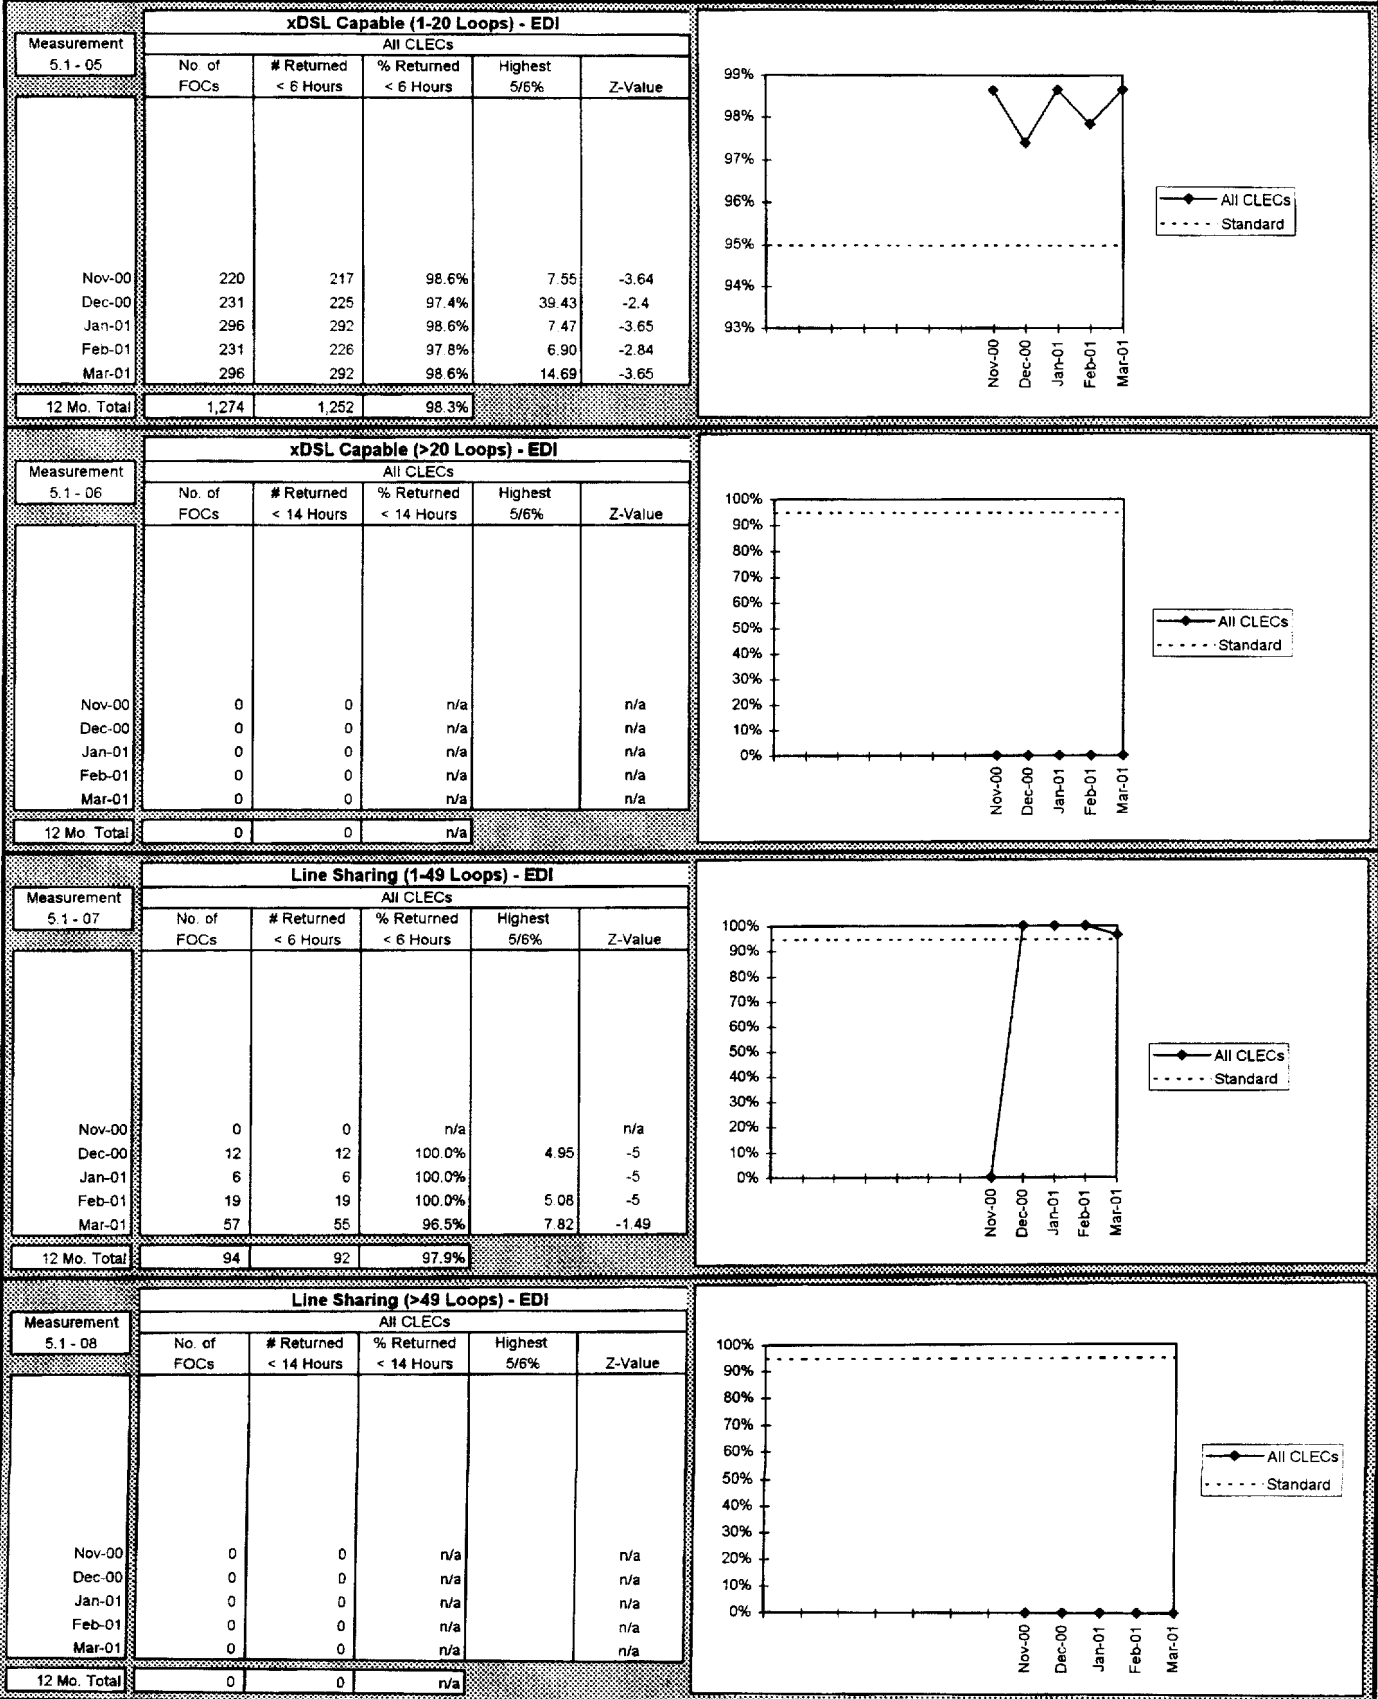 xDSL Capable (1-20 Loops) - EDI
Measurement All CLECs
5.1 - 05 No. of # Returned % Returned Highest
FOCs < 6 Hours < 6 Hours 5/6% Z-Value
Nov-00 220 217 98.6% 7.55 -3.64
Dec-00 231 225 97.4% 39.43 -2.4
Jan-01 296 292 98.6% 7.47 -3.65
Feb-01 231 226 97.8% 6.90 -2.84
Mar-01 296 292 98.6% 14.69 -3.65
12 Mo. Total 1,274 1,252 98.3%
99%
98%
97%
96%
95%
94%
93%
Nov-00 Dec-00 Jan-01 Feb-01 Mar-01
All CLECs
Standard
xDSL Capable (>20 Loops) - EDI
Measurement All CLECs
5.1 - 06 No. of # Returned % Returned Highest
FOCs < 14 Hours < 14 Hours 5/6% Z-Value
Nov-00 0 0 n/a n/a
Dec-00 0 0 n/a n/a
Jan-01 0 0 n/a n/a
Feb-01 0 0 n/a n/a
Mar-01 0 0 n/a n/a
12 Mo. Total 0 0 n/a
100%
90%
80%
70%
60%
50%
40%
30%
20%
10%
0%
Nov-00 Dec-00 Jan-01 Feb-01 Mar-01
All CLECs
Standard
Line Sharing (1-49 Loops) - EDI
Measurement All CLECs
5.1 - 07 No. of # Returned % Returned Highest
FOCs < 6 Hours < 6 Hours 5/6% Z-Value
Nov-00 0 0 n/a n/a
Dec-00 12 12 100.0% 4.95 -5
Jan-01 6 6 100.0% -5
Feb-01 19 19 100.0% 5.08 -5
Mar-01 57 55 96.5% 7.82 -1.49
12 Mo. Total 94 92 97.9%
100%
90%
80%
70%
60%
50%
40%
30%
20%
10%
0%
Nov-00 Dec-00 Jan-01 Feb-01 Mar-01
All CLECs
Standard
Line Sharing (>49 Loops) - EDI
Measurement All CLECs
5.1 - 08 No. of # Returned % Returned Highest
FOCs < 14 Hours < 14 Hours 5/6% Z-Value
Nov-00 0 0 n/a n/a
Dec-00 0 0 n/a n/a
Jan-01 0 0 n/a n/a
Feb-01 0 0 n/a n/a
Mar-01 0 0 n/a n/a
12 Mo. Total 0 0 n/a
100%
90%
80%
70%
60%
50%
40%
30%
20%
10%
0%
Nov-00 Dec-00 Jan-01 Feb-01 Mar-01
All CLECs
Standard